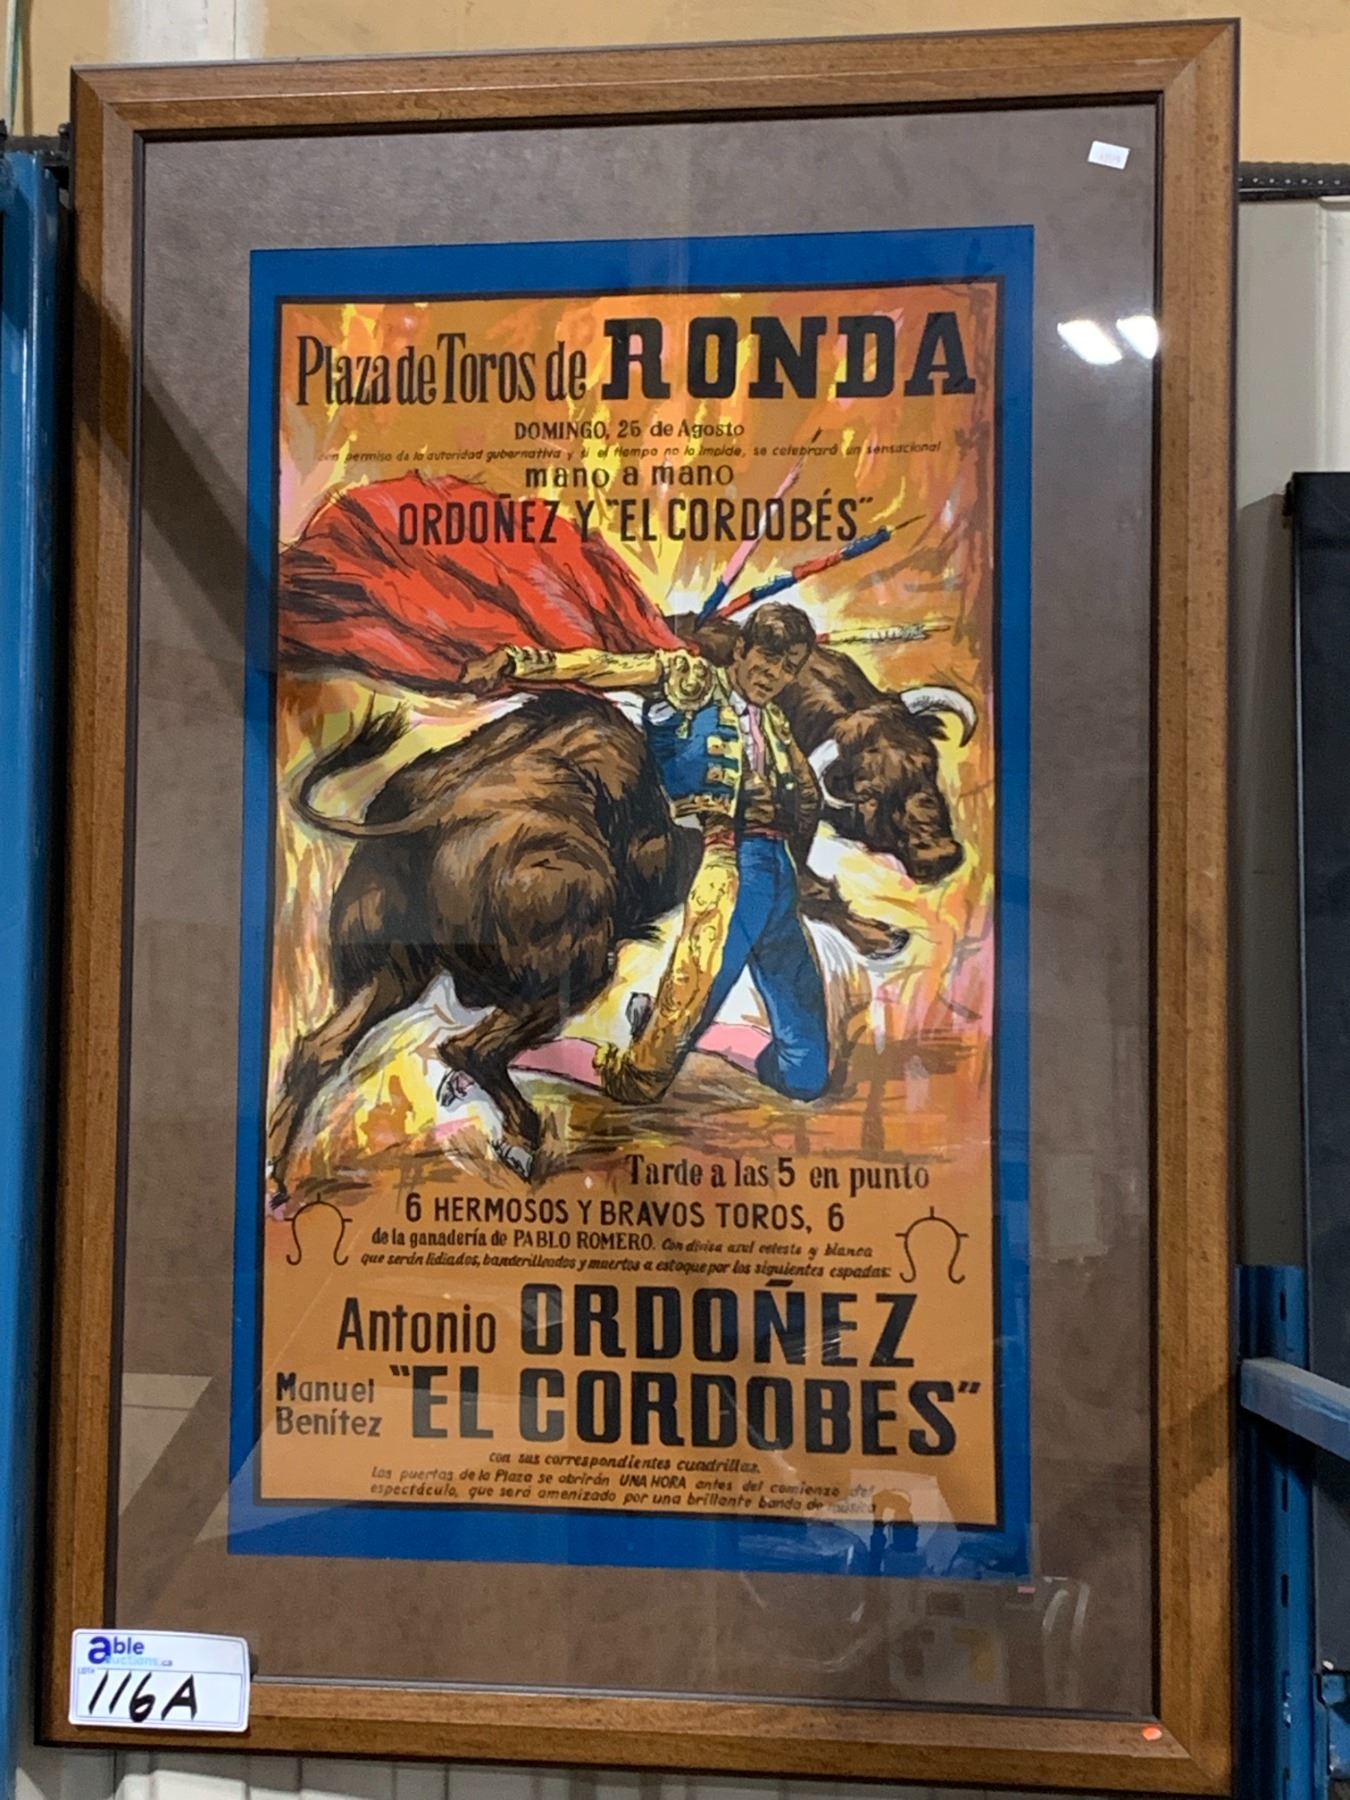 Plaza de Toros de RONDA
DOMINGO, 25 de Agosto
con permiso de la autoridad gubernativa y si el tiempo no lo impide, se celebrará un sensacional
mano a mano
ORDOÑEZ Y "EL CORDOBÉS"
Tarde a las 5 en punto
6 HERMOSOS Y BRAVOS TOROS, 6
de la ganadería de PABLO ROMERO. Con divisa azul celeste y blanca
que serán lidiados, banderilleados y muertos a estoque por los siguientes espadas:
Antonio ORDOÑEZ
Manuel Benítez "EL CORDOBES"
con sus correspondientes cuadrillas.
Las puertas de la Plaza se abrirán UNA HORA antes del comienzo del
espectáculo, que será amenizado por una brillante banda de música
able
auctions.ca
LOT#
116A